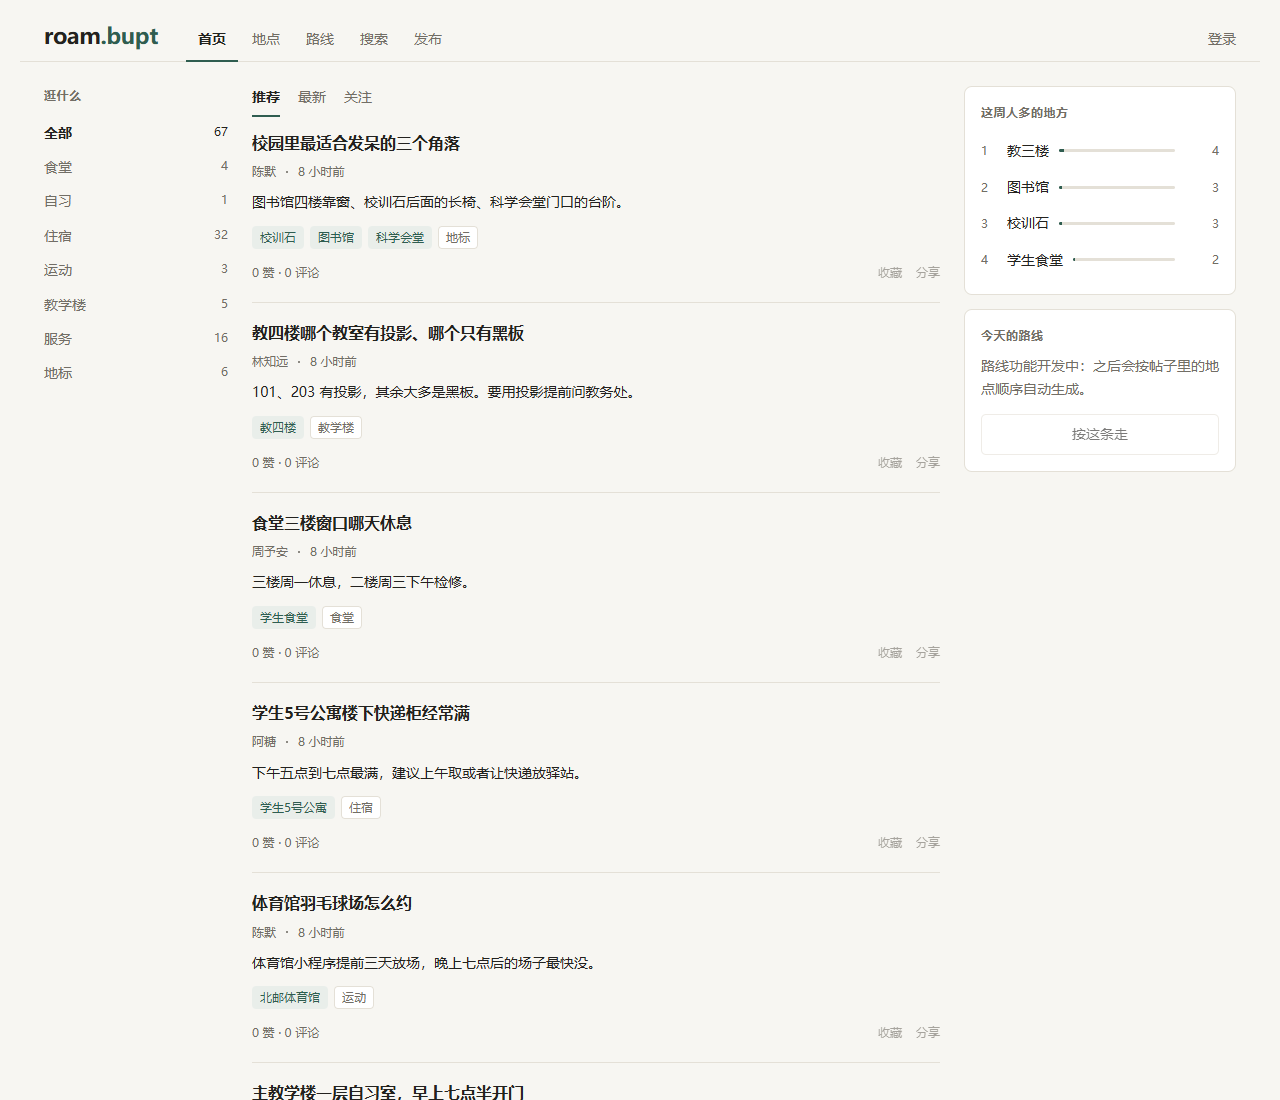 roam.bupt 首页 地点 路线 搜索 发布 登录
逛什么
全部 67
食堂 4
自习 1
住宿 32
运动 3
教学楼 5
服务 16
地标 6
推荐 最新 关注
校园里最适合发呆的三个角落
陈默 · 8 小时前
图书馆四楼靠窗、校训石后面的长椅、科学会堂门口的台阶。
校训石 图书馆 科学会堂 地标
0 赞 · 0 评论 收藏 分享
教四楼哪个教室有投影、哪个只有黑板
林知远 · 8 小时前
101、203 有投影，其余大多是黑板。要用投影提前问教务处。
教四楼 教学楼
0 赞 · 0 评论 收藏 分享
食堂三楼窗口哪天休息
周予安 · 8 小时前
三楼周一休息，二楼周三下午检修。
学生食堂 食堂
0 赞 · 0 评论 收藏 分享
学生5号公寓楼下快递柜经常满
阿糖 · 8 小时前
下午五点到七点最满，建议上午取或者让快递放驿站。
学生5号公寓 住宿
0 赞 · 0 评论 收藏 分享
体育馆羽毛球场怎么约
陈默 · 8 小时前
体育馆小程序提前三天放场，晚上七点后的场子最快没。
北邮体育馆 运动
0 赞 · 0 评论 收藏 分享
主教学楼一层自习室，早上七点半开门
这周人多的地方
1 教三楼 4
2 图书馆 3
3 校训石 3
4 学生食堂 2
今天的路线
路线功能开发中：之后会按帖子里的地
点顺序自动生成。
按这条走